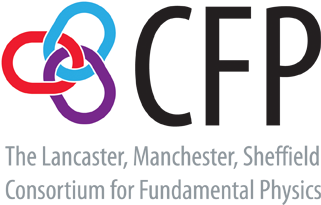 CFP
The Lancaster, Manchester, Sheffield
Consortium for Fundamental Physics